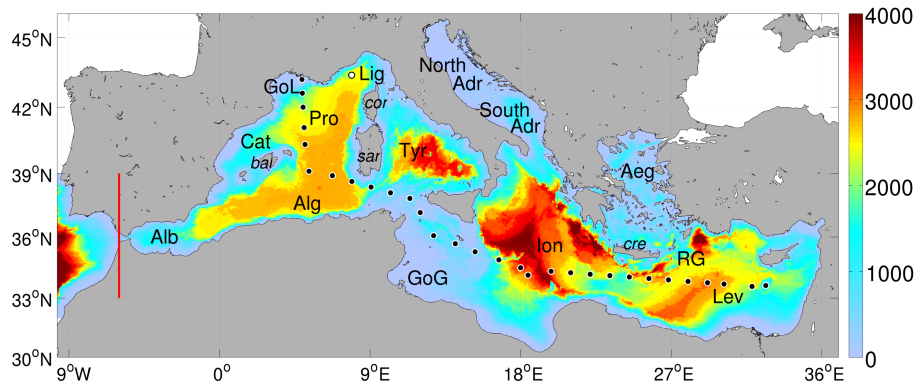 45°N
42°N
39°N
36°N
33°N
30°N
9°W
0°
9°E
18°E
27°E
36°E
4000
3000
2000
1000
0
North
Adr
South
Adr
GoL
Lig
cor
Pro
Cat
bal
sar
Tyr
Aeg
Alg
Alb
Ion
cre
RG
GoG
Lev